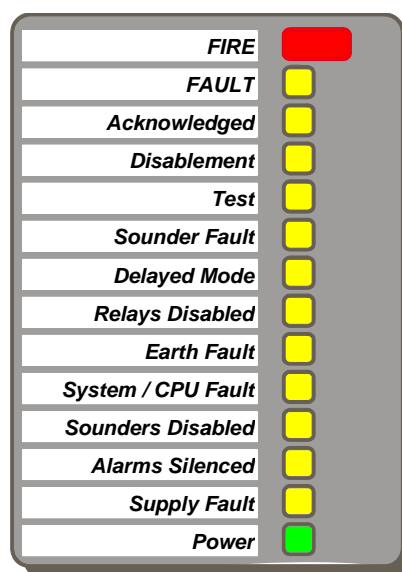 FIRE
FAULT
Acknowledged
Disablement
Test
Sounder Fault
Delayed Mode
Relays Disabled
Earth Fault
System / CPU Fault
Sounders Disabled
Alarms Silenced
Supply Fault
Power